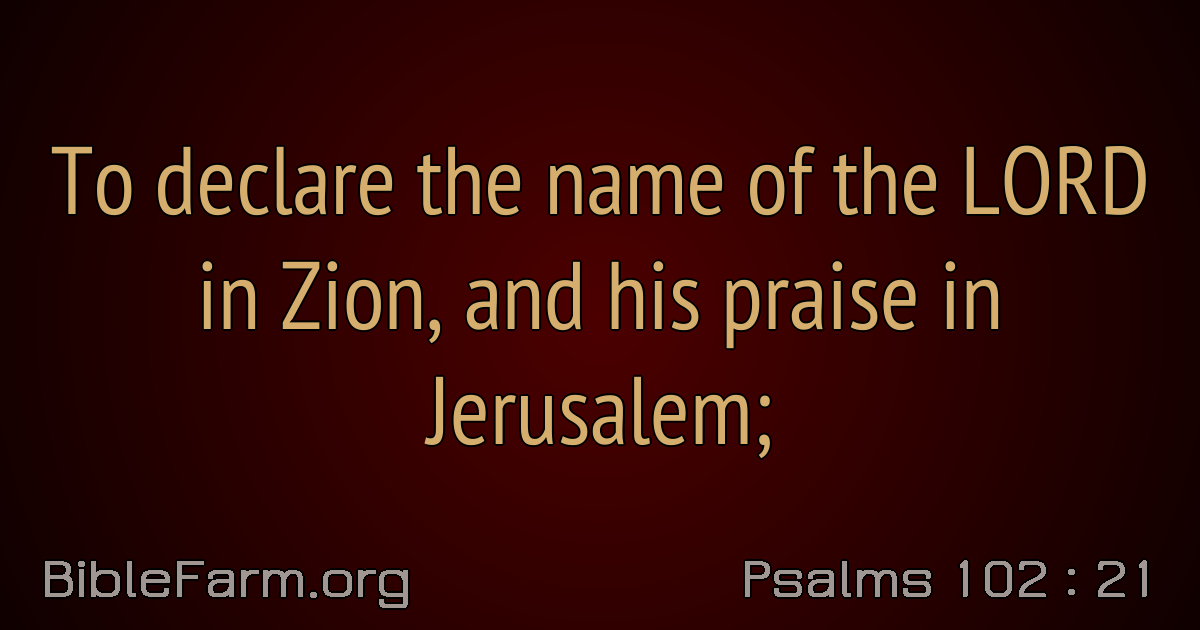 To declare the name of the LORD
in Zion, and his praise in
Jerusalem;
BibleFarm.org
Psalms 102 : 21